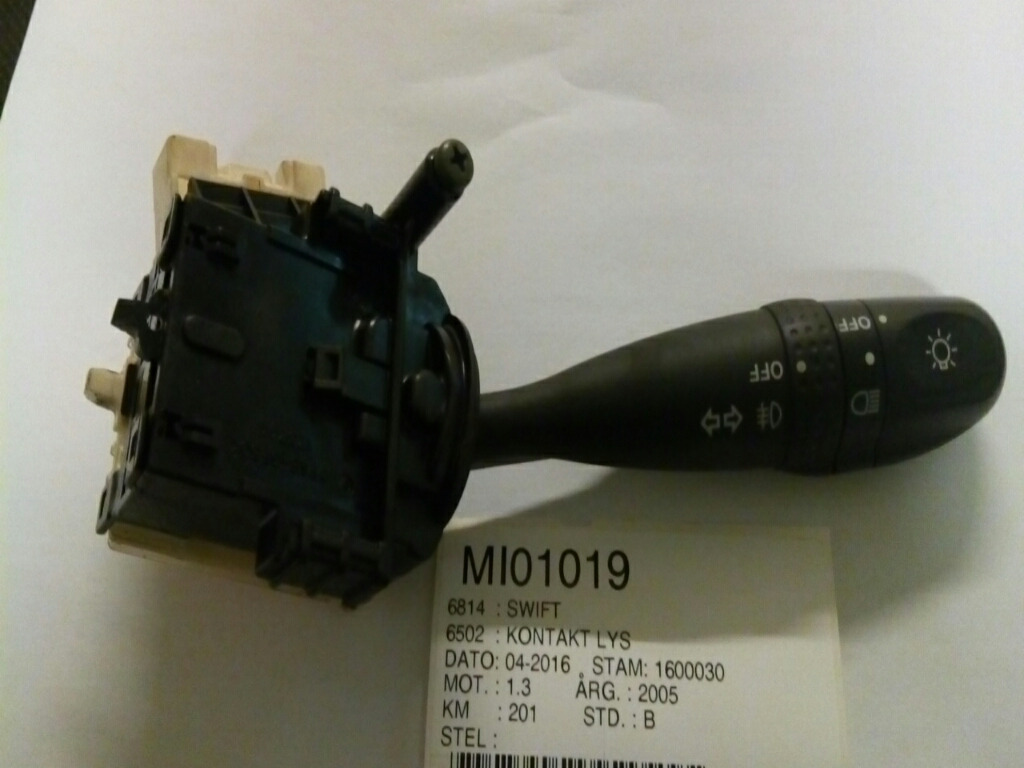 OFF
OFF
MI01019
6814 : SWIFT
6502 : KONTAKT LYS
DATO: 04-2016 STAM: 1600030
MOT. : 1.3 ÅRG. : 2005
KM : 201 STD. : B
STEL :